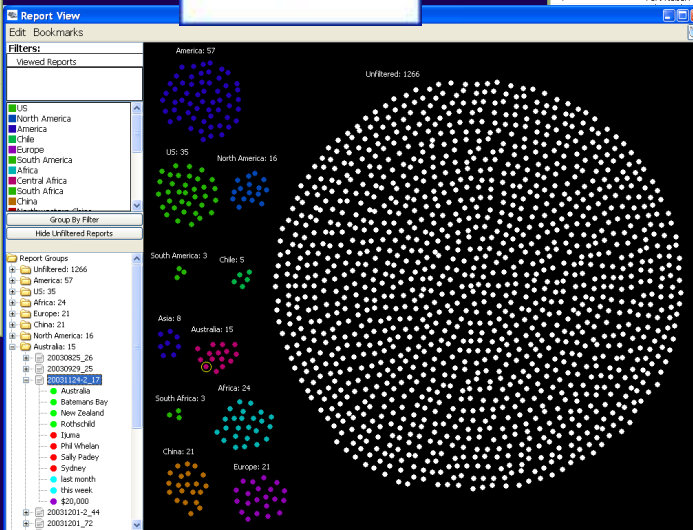 Report View
Edit Bookmarks
Filters:
Viewed Reports
US
North America
America
Chile
Europe
South America
Africa
Central Africa
South Africa
China
Group By Filter
Hide Unfiltered Reports
Report Groups
Unfiltered: 1266
America: 57
US: 35
Africa: 24
Europe: 21
China: 21
North America: 16
Australia: 15
20030825_26
20030929_25
20031124-2_17
Australia
Batemans Bay
New Zealand
Rothschild
Ijuma
Phil Whelan
Sally Padey
Sydney
last month
this week
$20,000
20031201-2_44
20031201_72
America: 57
Unfiltered: 1266
US: 35
North America: 16
South America: 3
Chile: 5
Asia: 8
Australia: 15
South Africa: 3
Africa: 24
China: 21
Europe: 21